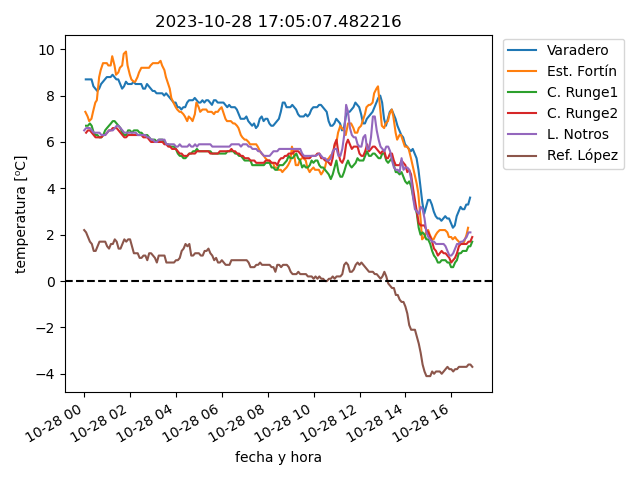 2023-10-28 17:05:07.482216
temperatura [ºC]
10
8
6
4
2
0
−2
−4
10-28 00
10-28 02
10-28 04
10-28 06
10-28 08
10-28 10
10-28 12
10-28 14
10-28 16
fecha y hora
Varadero
Est. Fortín
C. Runge1
C. Runge2
L. Notros
Ref. López